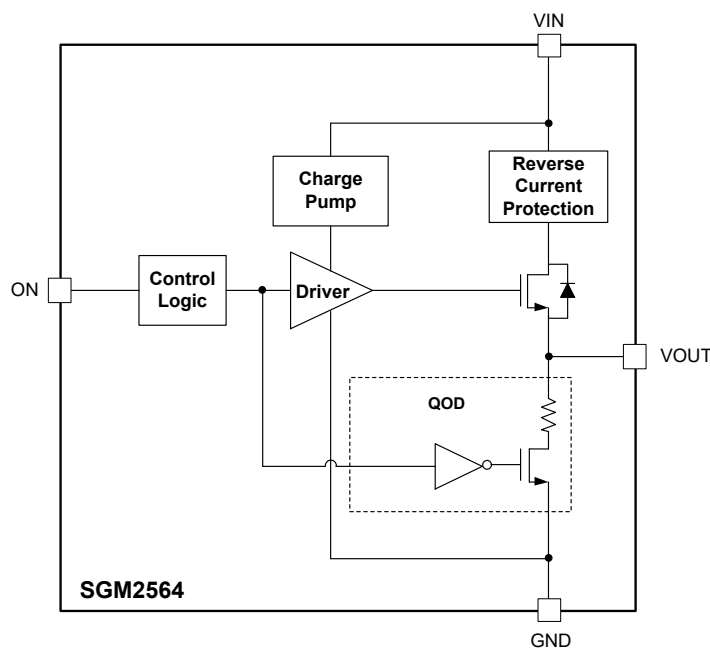 VIN
Charge
Pump
Reverse
Current
Protection
ON
Control
Logic
Driver
VOUT
QOD
SGM2564
GND